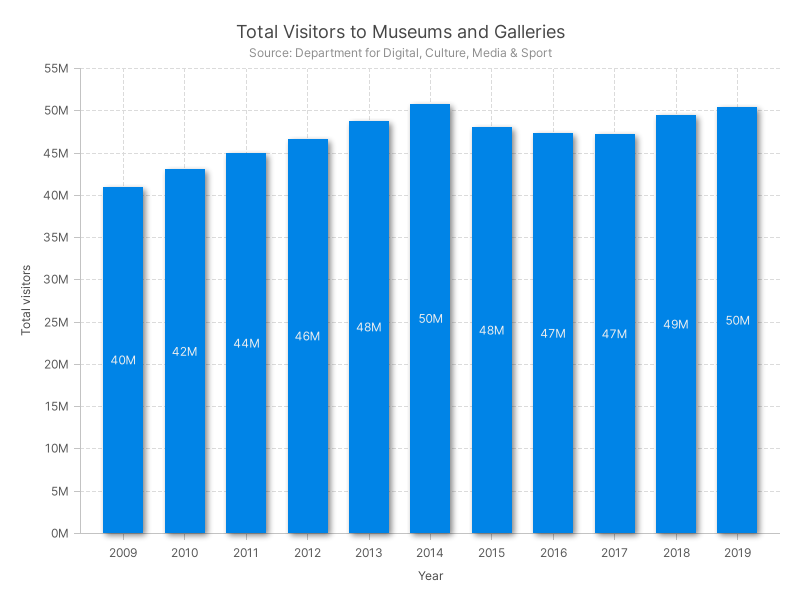 Total Visitors to Museums and Galleries
Source: Department for Digital, Culture, Media & Sport
55M
50M
45M
40M
35M
30M
25M
20M
15M
10M
5M
0M
Total visitors
40M
42M
44M
46M
48M
50M
48M
47M
47M
49M
50M
2009 2010 2011 2012 2013 2014 2015 2016 2017 2018 2019
Year